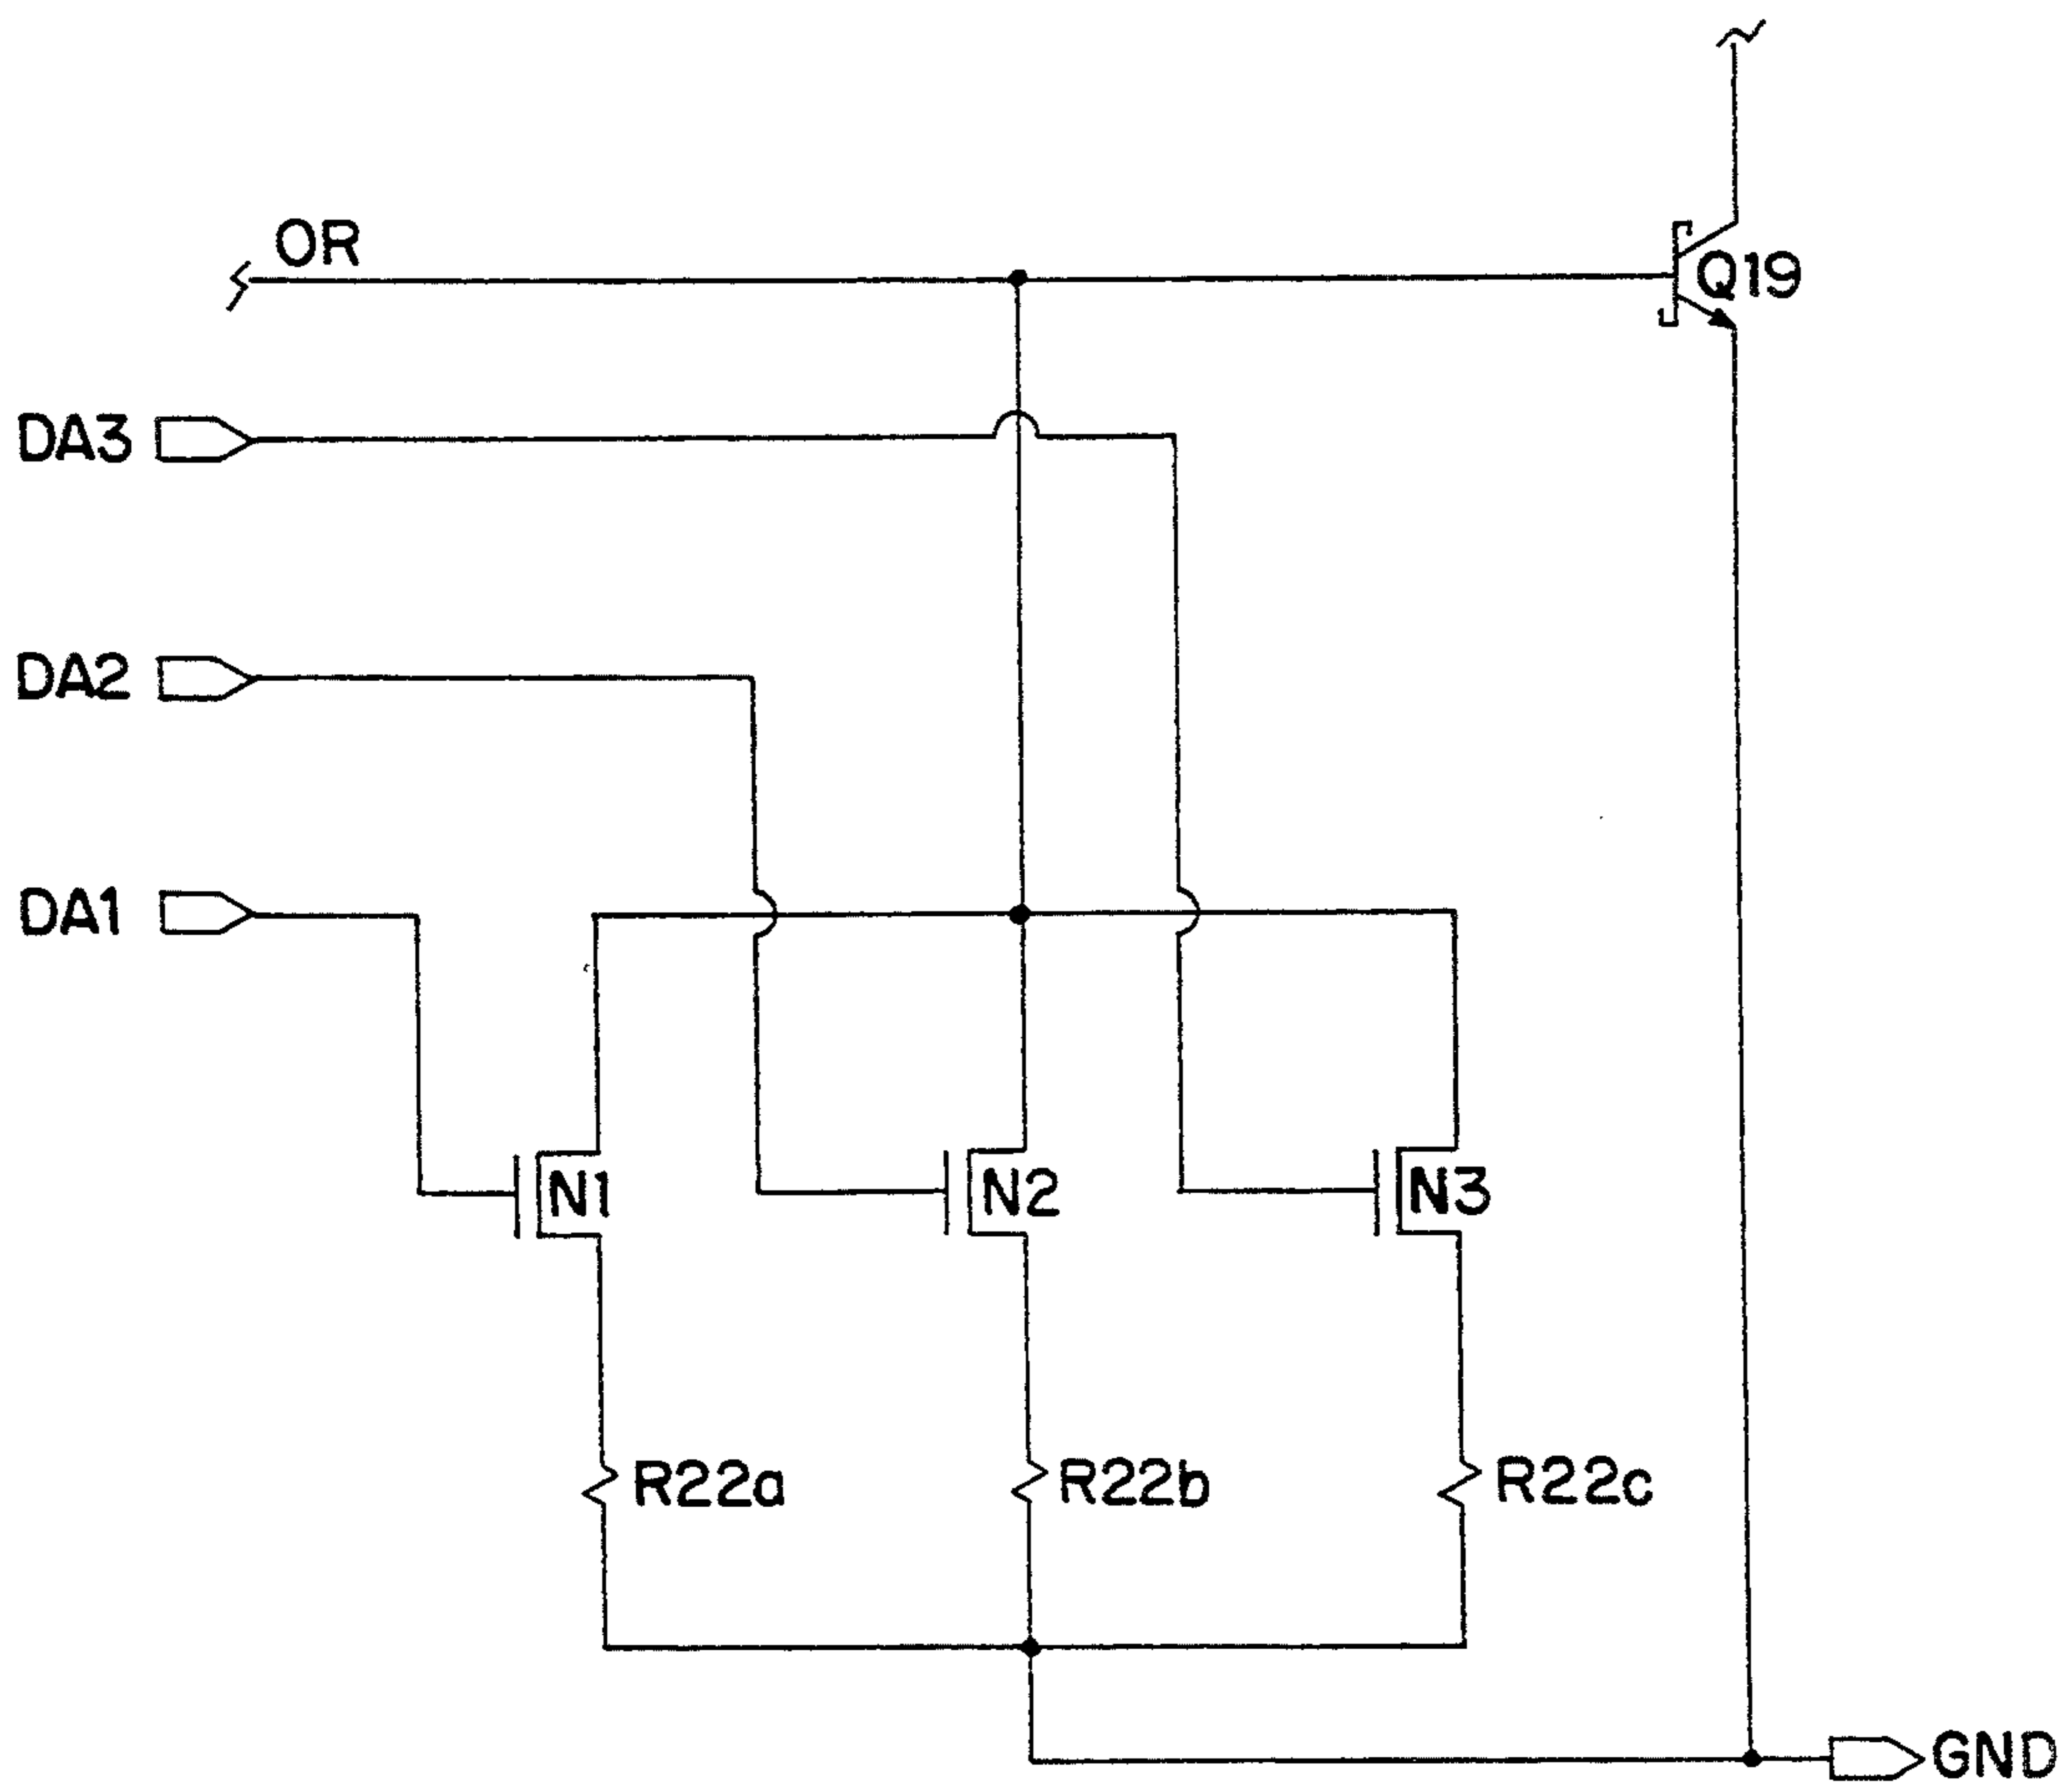 OR
Q19
DA3
DA2
DA1
N1
N2
N3
R22a
R22b
R22c
GND